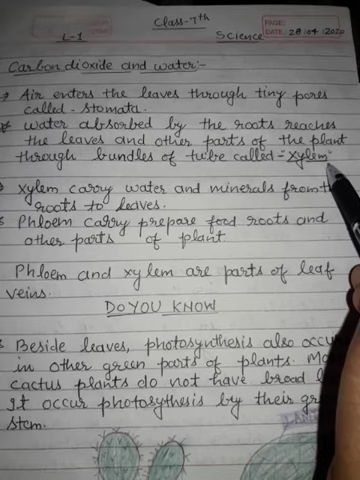 Class-7th
PAGE:
L-1
Science
DATE: 28/04/2020
Carbon dioxide and water:-
→ Air enters the leaves through tiny pores
called - Stomata.
water absorbed by the roots reaches
the leaves and other parts of the plant
through bundles of tube called - "Xylem"
Xylem carry water and minerals from
roots to leaves.
Phloem carry prepare food roots and
other parts of plant.
Phloem and xylem are parts of leaf
veins.
DO YOU KNOW
Beside leaves, photosynthesis also
in other green parts of plants.
cactus plants do not have broad
It occur photosythesis by their
stem.